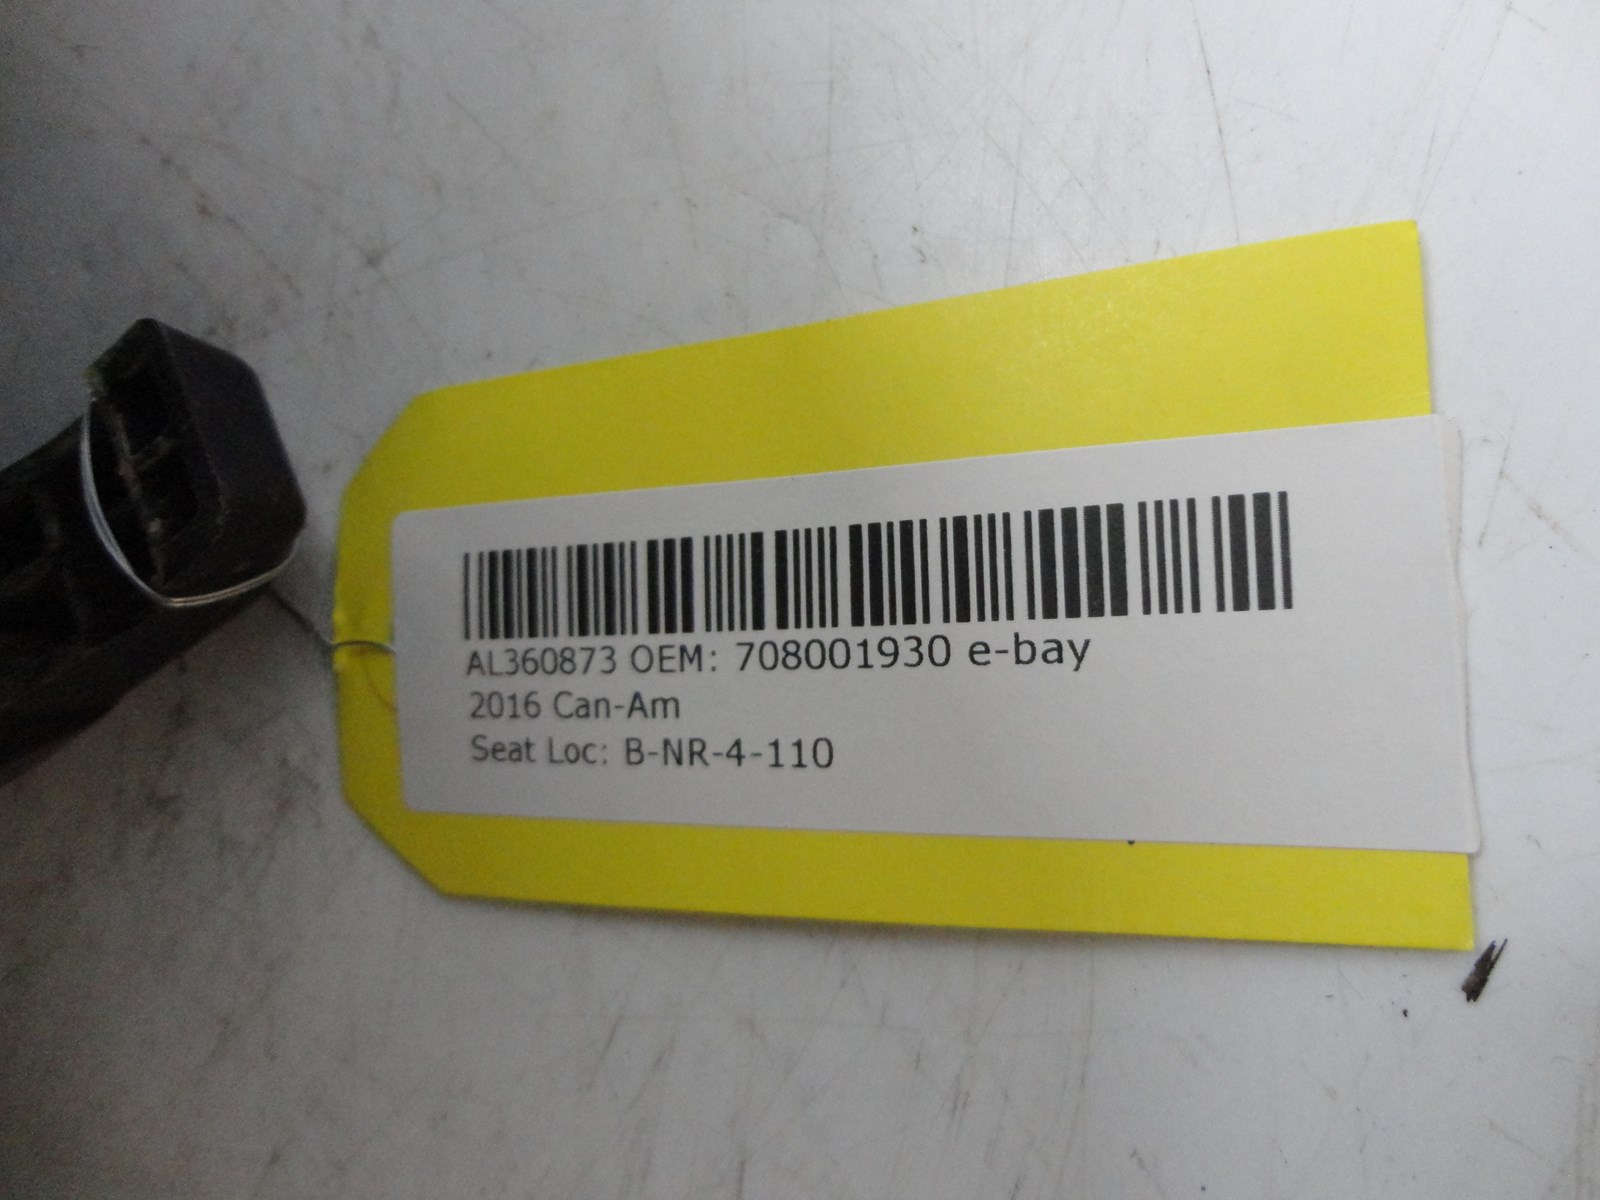 AL360873 OEM: 708001930 e-bay
2016 Can-Am
Seat Loc: B-NR-4-110